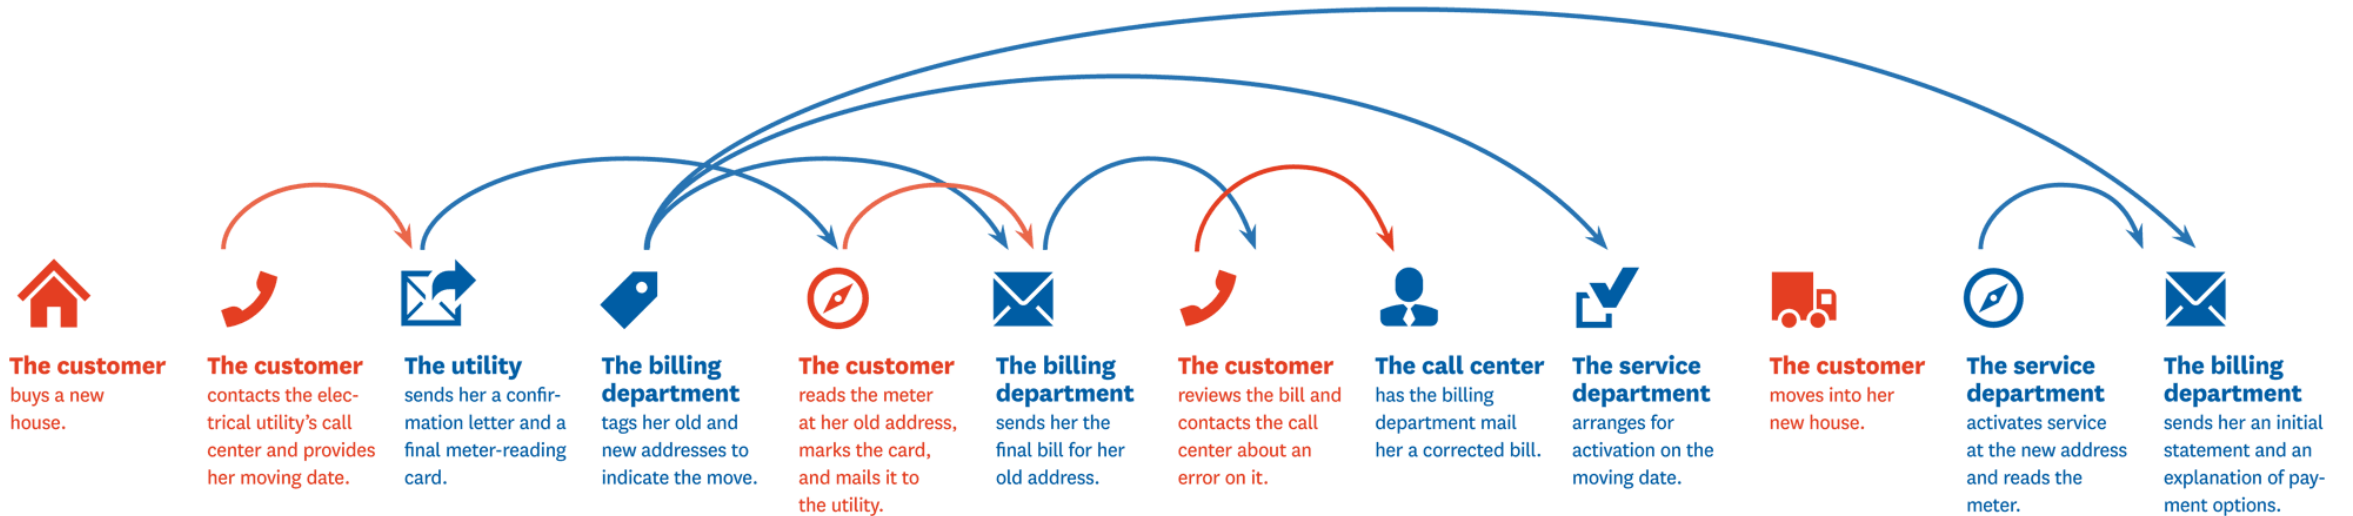 The customer
buys a new
house.
The customer
contacts the elec-
trical utility's call
center and provides
her moving date.
The utility
sends her a confir-
mation letter and a
final meter-reading
card.
The billing
department
tags her old and
new addresses to
indicate the move.
The customer
reads the meter
at her old address,
marks the card,
and mails it to
the utility.
The billing
department
sends her the
final bill for her
old address.
The customer
reviews the bill and
contacts the call
center about an
error on it.
The call center
has the billing
department mail
her a corrected bill.
The service
department
arranges for
activation on the
moving date.
The customer
moves into her
new house.
The service
department
activates service
at the new address
and reads the
meter.
The billing
department
sends her an initial
statement and an
explanation of pay-
ment options.